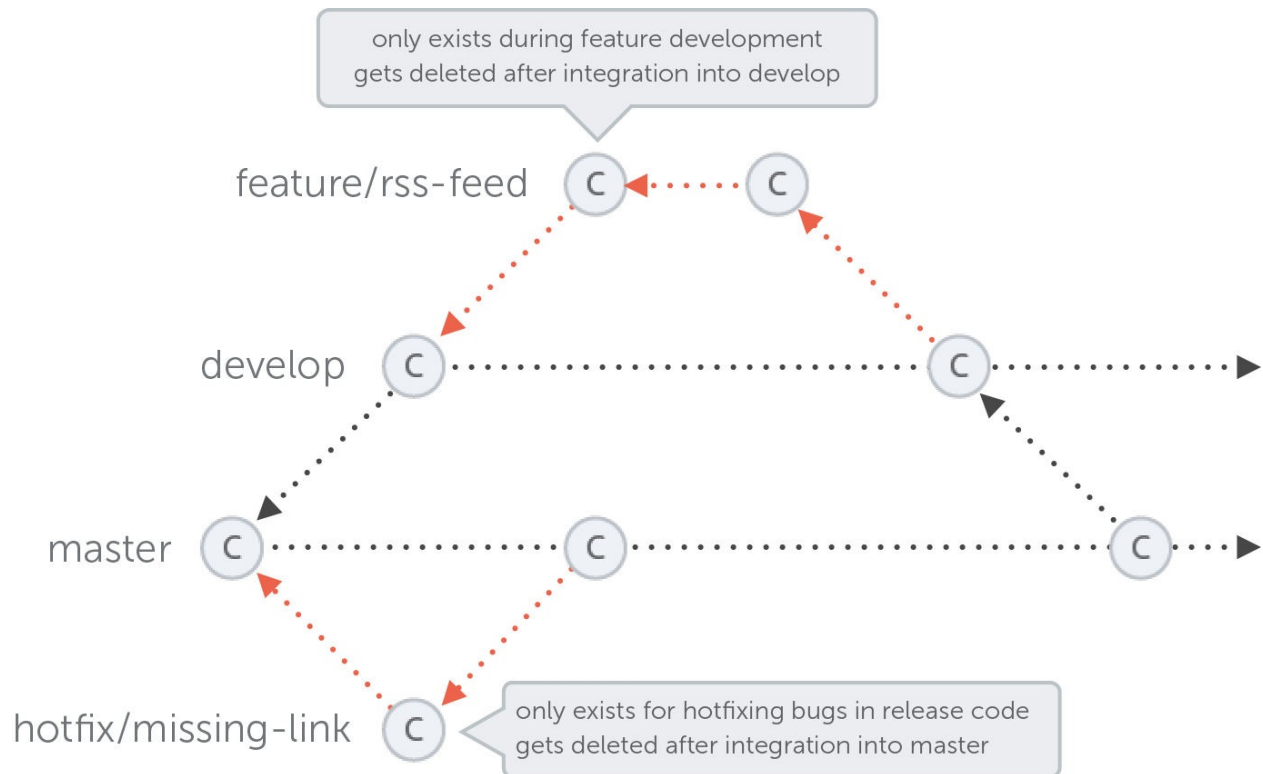 only exists during feature development
gets deleted after integration into develop
feature/rss-feed
C
C
develop
C
C
master
C
C
C
hotfix/missing-link
C
only exists for hotfixing bugs in release code
gets deleted after integration into master